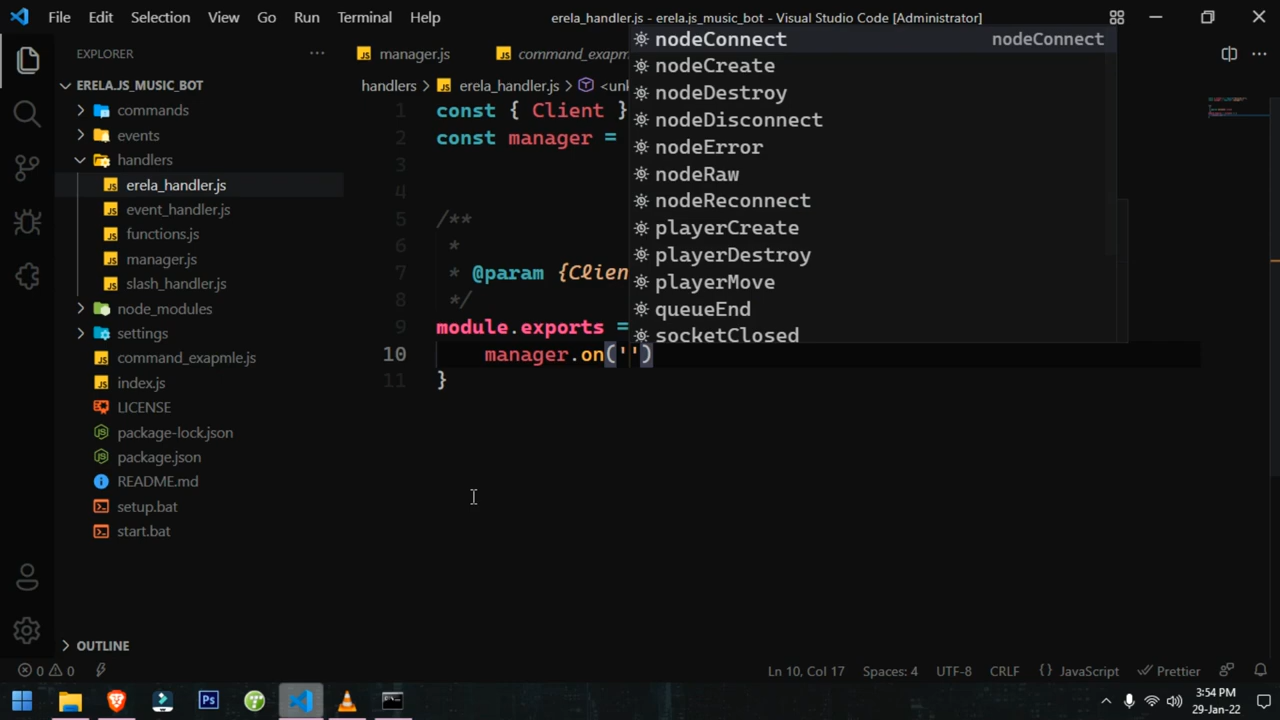 File Edit Selection View Go Run Terminal Help
erela_handler.js - erela.js_music_bot - Visual Studio Code [Administrator]
EXPLORER
ERELA.JS_MUSIC_BOT
commands
events
handlers
erela_handler.js
event_handler.js
functions.js
manager.js
slash_handler.js
node_modules
settings
command_exapmle.js
index.js
LICENSE
package-lock.json
package.json
README.md
setup.bat
start.bat
OUTLINE
manager.js command_exapm
handlers > erela_handler.js > <unk
1 const { Client }
2 const manager =
3
4
5 /**
6 *
7 * @param {Clien
8 */
9 module.exports =
10 manager.on('')
11 }
nodeConnect nodeConnect
nodeCreate
nodeDestroy
nodeDisconnect
nodeError
nodeRaw
nodeReconnect
playerCreate
playerDestroy
playerMove
queueEnd
socketClosed
0 0
Ln 10, Col 17 Spaces: 4 UTF-8 CRLF {} JavaScript Prettier
Ps
3:54 PM
29-Jan-22